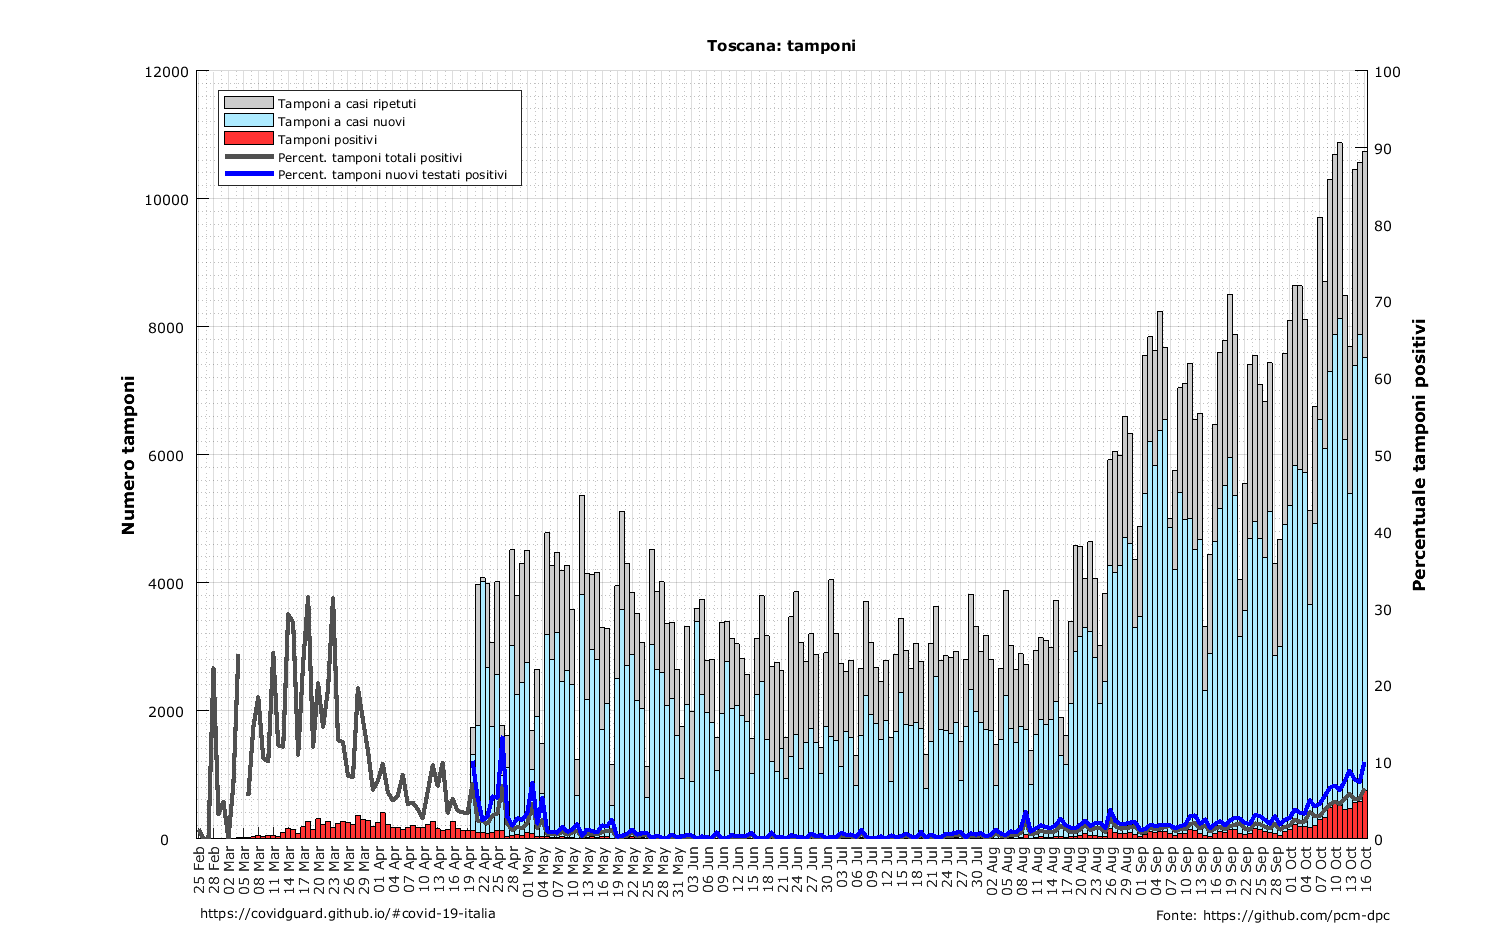 Toscana: tamponi
12000
10000
8000
6000
4000
2000
0
Numero tamponi
Tamponi a casi ripetuti
Tamponi a casi nuovi
Tamponi positivi
Percent. tamponi totali positivi
Percent. tamponi nuovi testati positivi
100
90
80
70
60
50
40
30
20
10
0
Percentuale tamponi positivi
25 Feb
28 Feb
02 Mar
05 Mar
08 Mar
11 Mar
14 Mar
17 Mar
20 Mar
23 Mar
26 Mar
29 Mar
01 Apr
04 Apr
07 Apr
10 Apr
13 Apr
16 Apr
19 Apr
22 Apr
25 Apr
28 Apr
01 May
04 May
07 May
10 May
13 May
16 May
19 May
22 May
25 May
28 May
31 May
03 Jun
06 Jun
09 Jun
12 Jun
15 Jun
18 Jun
21 Jun
24 Jun
27 Jun
30 Jun
03 Jul
06 Jul
09 Jul
12 Jul
15 Jul
18 Jul
21 Jul
24 Jul
27 Jul
30 Jul
02 Aug
05 Aug
08 Aug
11 Aug
14 Aug
17 Aug
20 Aug
23 Aug
26 Aug
29 Aug
01 Sep
04 Sep
07 Sep
10 Sep
13 Sep
16 Sep
19 Sep
22 Sep
25 Sep
28 Sep
01 Oct
04 Oct
07 Oct
10 Oct
13 Oct
16 Oct
https://covidguard.github.io/#covid-19-italia
Fonte: https://github.com/pcm-dpc